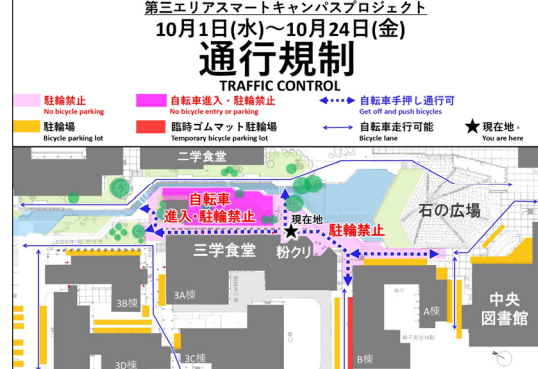 第三エリアスマートキャンパスプロジェクト
10月1日(水)～10月24日(金)
通行規制
TRAFFIC CONTROL
駐輪禁止
No bicycle parking
自転車進入・駐輪禁止
No bicycle entry or parking
自転車手押し通行可
Get off and push bicycles
駐輪場
Bicycle parking lot
臨時ゴムマット駐輪場
Temporary bicycle parking lot
自転車走行可能
Bicycle lane
現在地
You are here
二学食堂
自転車
進入・駐輪禁止
現在地
石の広場
駐輪禁止
三学食堂
粉クリ
3A棟
3B棟
3C棟
3D棟
A棟
B棟
中央
図書館